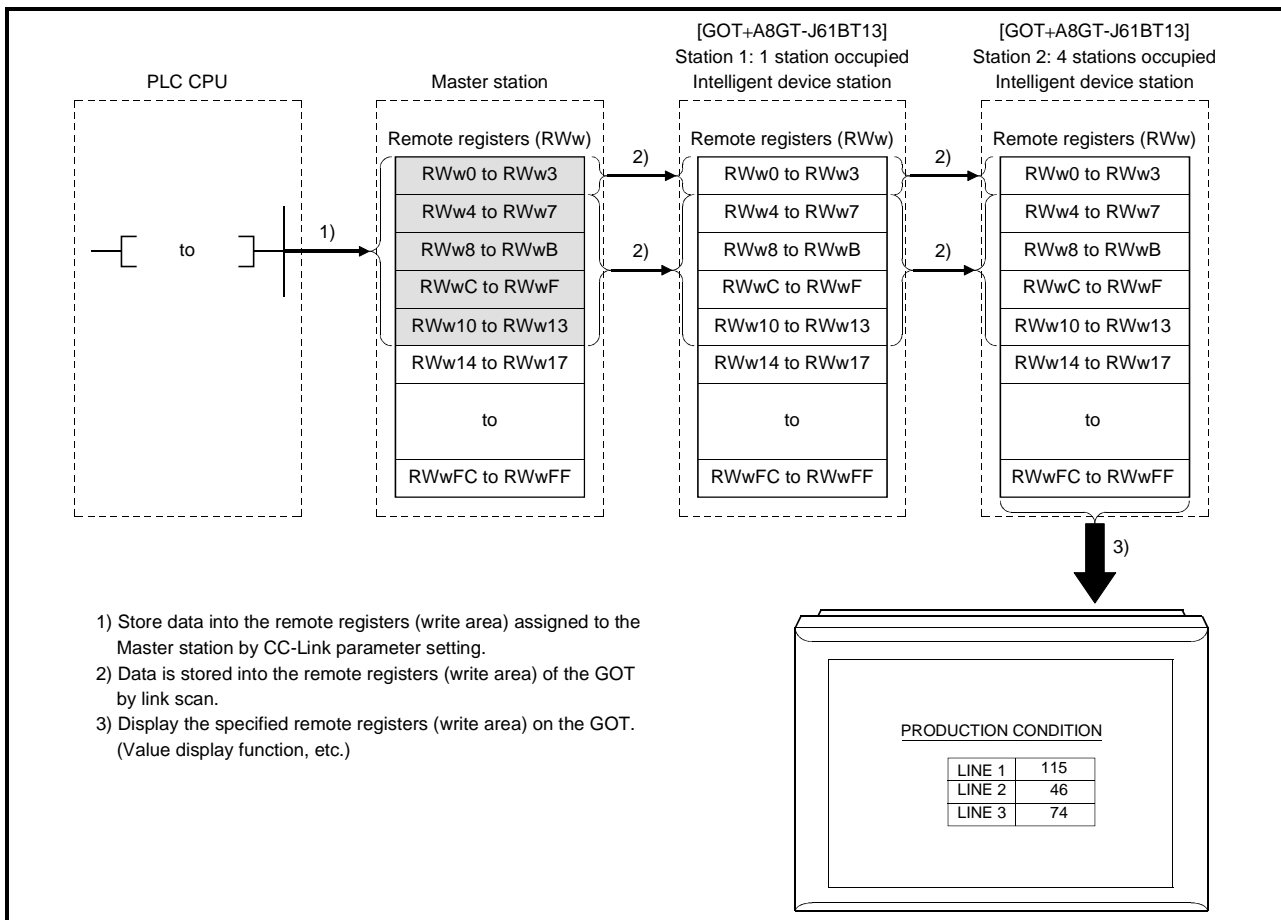 [GOT+A8GT-J61BT13]
[GOT+A8GT-J61BT13]
Station 1: 1 station occupied
Station 2: 4 stations occupied
PLC CPU
Master station
Intelligent device station
Intelligent device station
Remote registers (RWw)
Remote registers (RWw)
Remote registers (RWw)
2)
2)
RWw0 to RWw3
RWw0 to RWw3
RWw0 to RWw3
RWw4 to RWw7
RWw4 to RWw7
RWw4 to RWw7
1)
to
RWw8 to RWwB
2)
RWw8 to RWwB
2)
RWw8 to RWwB
RWwC to RWwF
RWwC to RWwF
RWwC to RWwF
RWw10 to RWw13
RWw10 to RWw13
RWw10 to RWw13
RWw14 to RWw17
RWw14 to RWw17
RWw14 to RWw17
to
to
to
RWwFC to RWwFF
RWwFC to RWwFF
RWwFC to RWwFF
3)
1) Store data into the remote registers (write area) assigned to the
Master station by CC-Link parameter setting.
2) Data is stored into the remote registers (write area) of the GOT
by link scan.
3) Display the specified remote registers (write area) on the GOT.
(Value display function, etc.)
PRODUCTION CONDITION
LINE 1 115
LINE 2 46
LINE 3 74